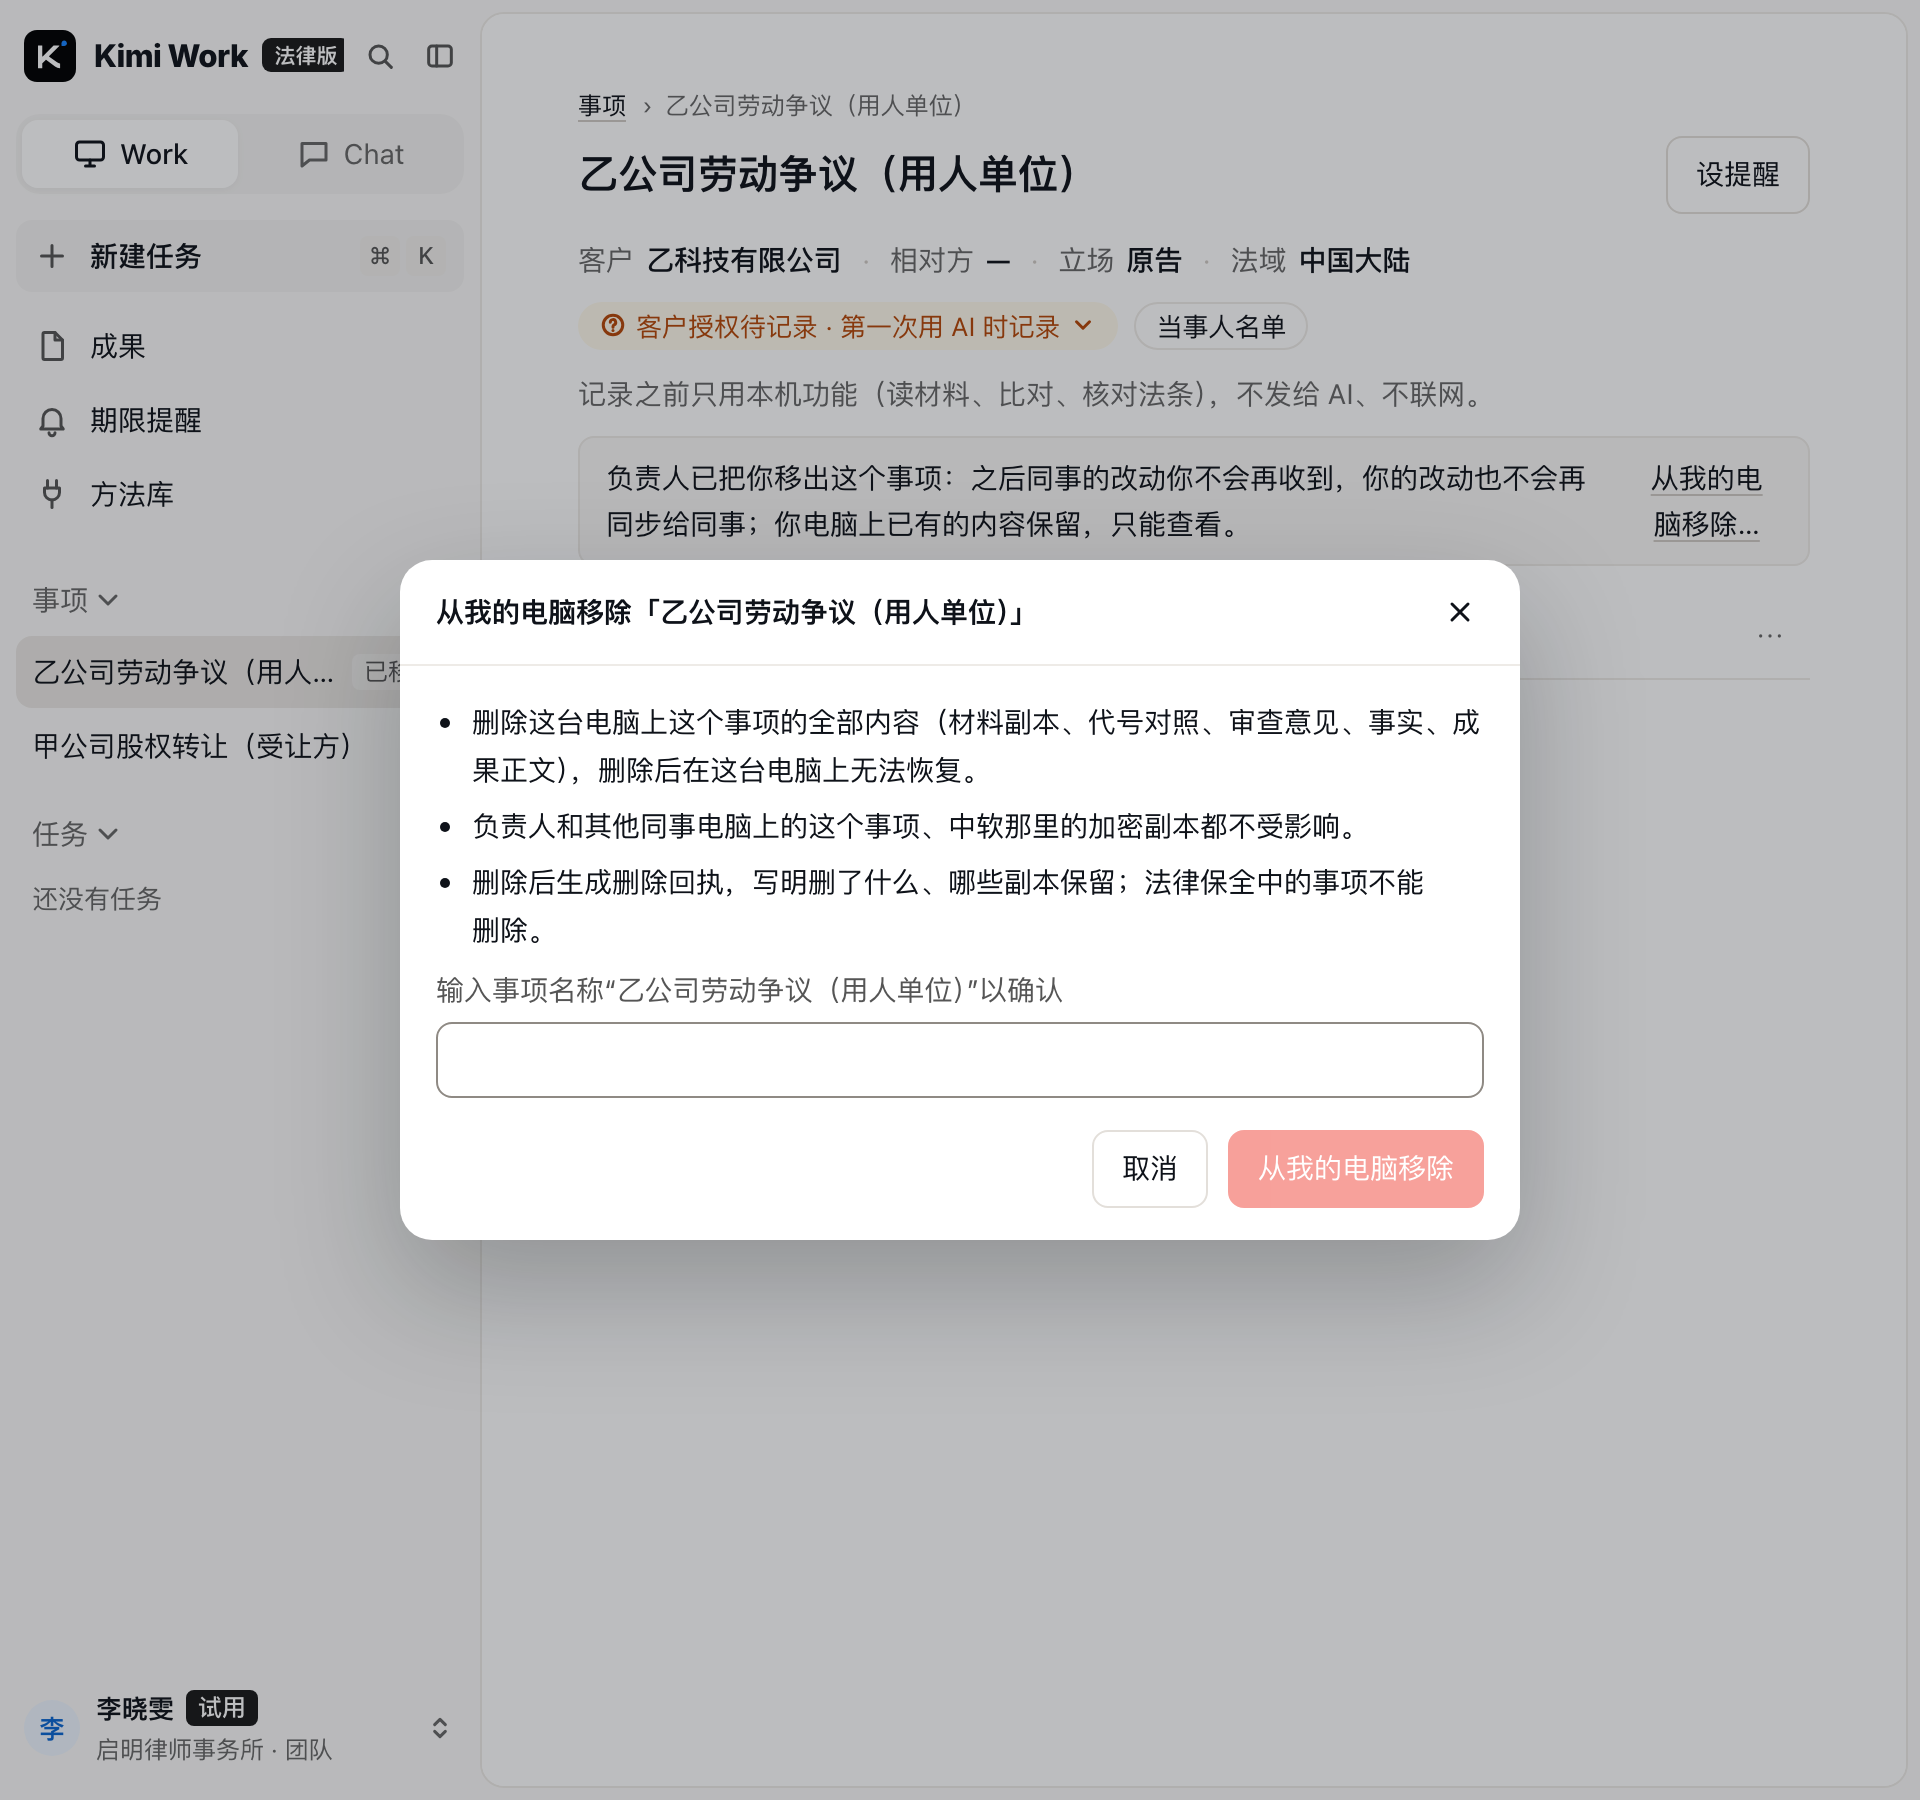 Kimi Work 法律版
Work
Chat
新建任务 ⌘ K
成果
期限提醒
方法库
事项
乙公司劳动争议（用人... 已移
甲公司股权转让（受让方）
任务
还没有任务
李 李晓雯 试用
启明律师事务所 · 团队
事项 › 乙公司劳动争议（用人单位）
乙公司劳动争议（用人单位）
设提醒
客户 乙科技有限公司 · 相对方 — · 立场 原告 · 法域 中国大陆
客户授权待记录 · 第一次用 AI 时记录
当事人名单
记录之前只用本机功能（读材料、比对、核对法条），不发给 AI、不联网。
负责人已把你移出这个事项：之后同事的改动你不会再收到，你的改动也不会再
同步给同事；你电脑上已有的内容保留，只能查看。
从我的电
脑移除...
...
从我的电脑移除「乙公司劳动争议（用人单位）」
• 删除这台电脑上这个事项的全部内容（材料副本、代号对照、审查意见、事实、成
果正文），删除后在这台电脑上无法恢复。
• 负责人和其他同事电脑上的这个事项、中软那里的加密副本都不受影响。
• 删除后生成删除回执，写明删了什么、哪些副本保留；法律保全中的事项不能
删除。
输入事项名称“乙公司劳动争议（用人单位）”以确认
取消
从我的电脑移除